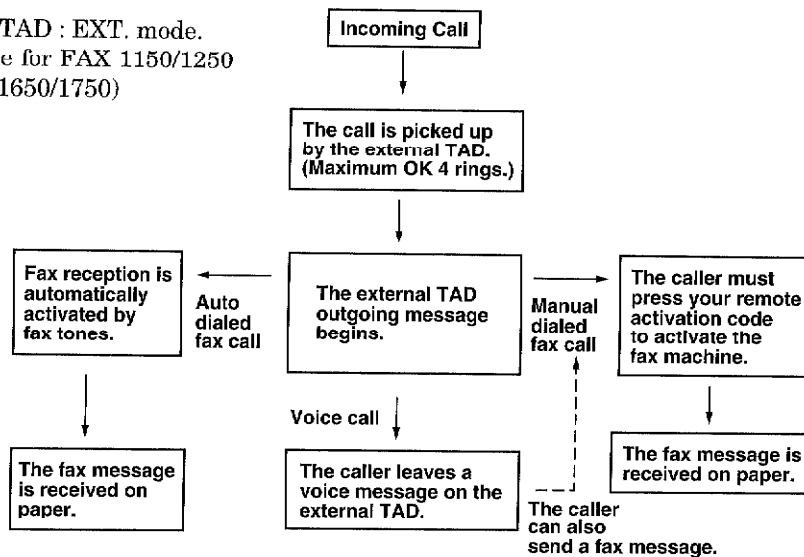 TAD : EXT. mode.
e for FAX 1150/1250
1650/1750)
Incoming Call
The call is picked up
by the external TAD.
(Maximum OK 4 rings.)
Fax reception is
automatically
activated by
fax tones.
Auto
dialed
fax call
The external TAD
outgoing message
begins.
Manual
dialed
fax call
The caller must
press your remote
activation code
to activate the
fax machine.
Voice call
The fax message
is received on
paper.
The caller leaves a
voice message on the
external TAD.
The caller
can also
send a fax message.
The fax message is
received on paper.